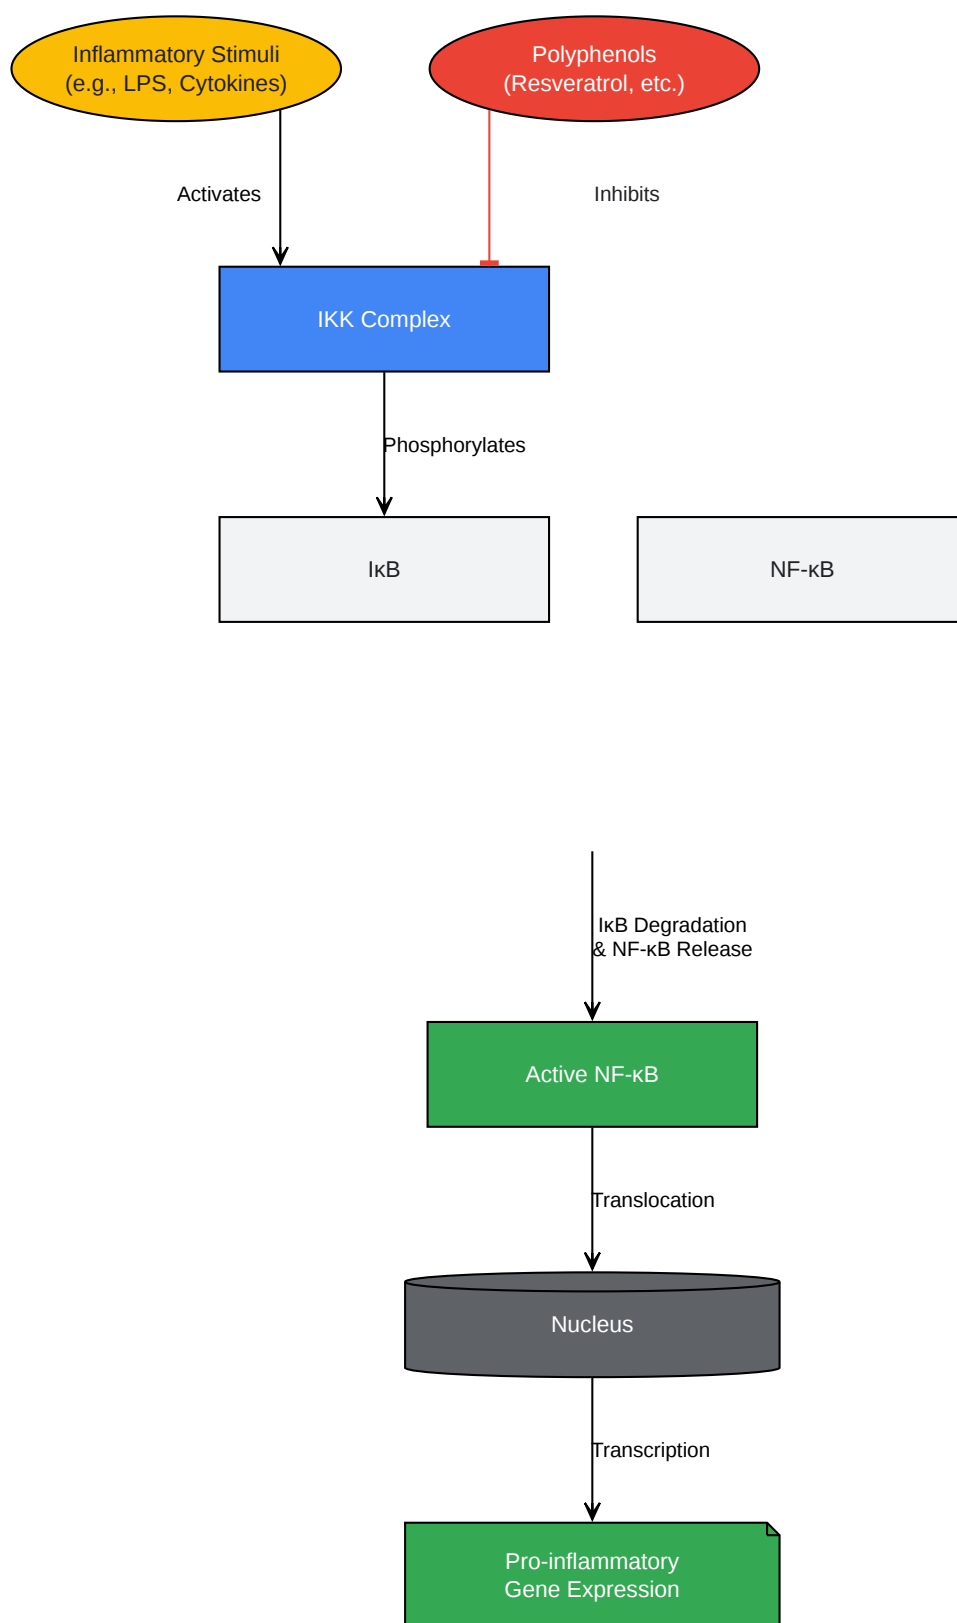 Inflammatory Stimuli
(e.g., LPS, Cytokines)
Polyphenols
(Resveratrol, etc.)
Activates
Inhibits
IKK Complex
Phosphorylates
IκB
NF-κB
IκB Degradation
& NF-κB Release
Active NF-κB
Translocation
Nucleus
Transcription
Pro-inflammatory
Gene Expression